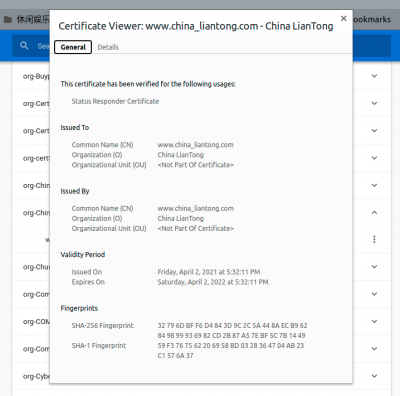 Certificate Viewer: www.china_liantong.com - China LianTong
×
休闲娱乐
ookmarks
General
Details
Sea
This certificate has been verified for the following usages:
Status Responder Certificate
Issued To
Common Name (CN) www.china_liantong.com
Organization (O) China LianTong
Organizational Unit (OU) <Not Part Of Certificate>
Issued By
Common Name (CN) www.china_liantong.com
Organization (O) China LianTong
Organizational Unit (OU) <Not Part Of Certificate>
Validity Period
Issued On Friday, April 2, 2021 at 5:32:11 PM
Expires On Saturday, April 2, 2022 at 5:32:11 PM
Fingerprints
SHA-256 Fingerprint 32 79 6D BF F6 D4 84 3D 9C 2C 5A 44 8A EC B9 62
84 98 99 93 69 82 CD 2B 87 A5 7E BF 5C 7B 14 49
SHA-1 Fingerprint 59 F3 76 75 62 20 69 58 BD 03 28 36 47 04 AB 23
C1 57 6A 37
org-Buyp
org-Cert
org-Cert
org-certS
org-Chin
org-Chin
w
org-Chu
org-Com
org-COM
org-Com
org-Cybe